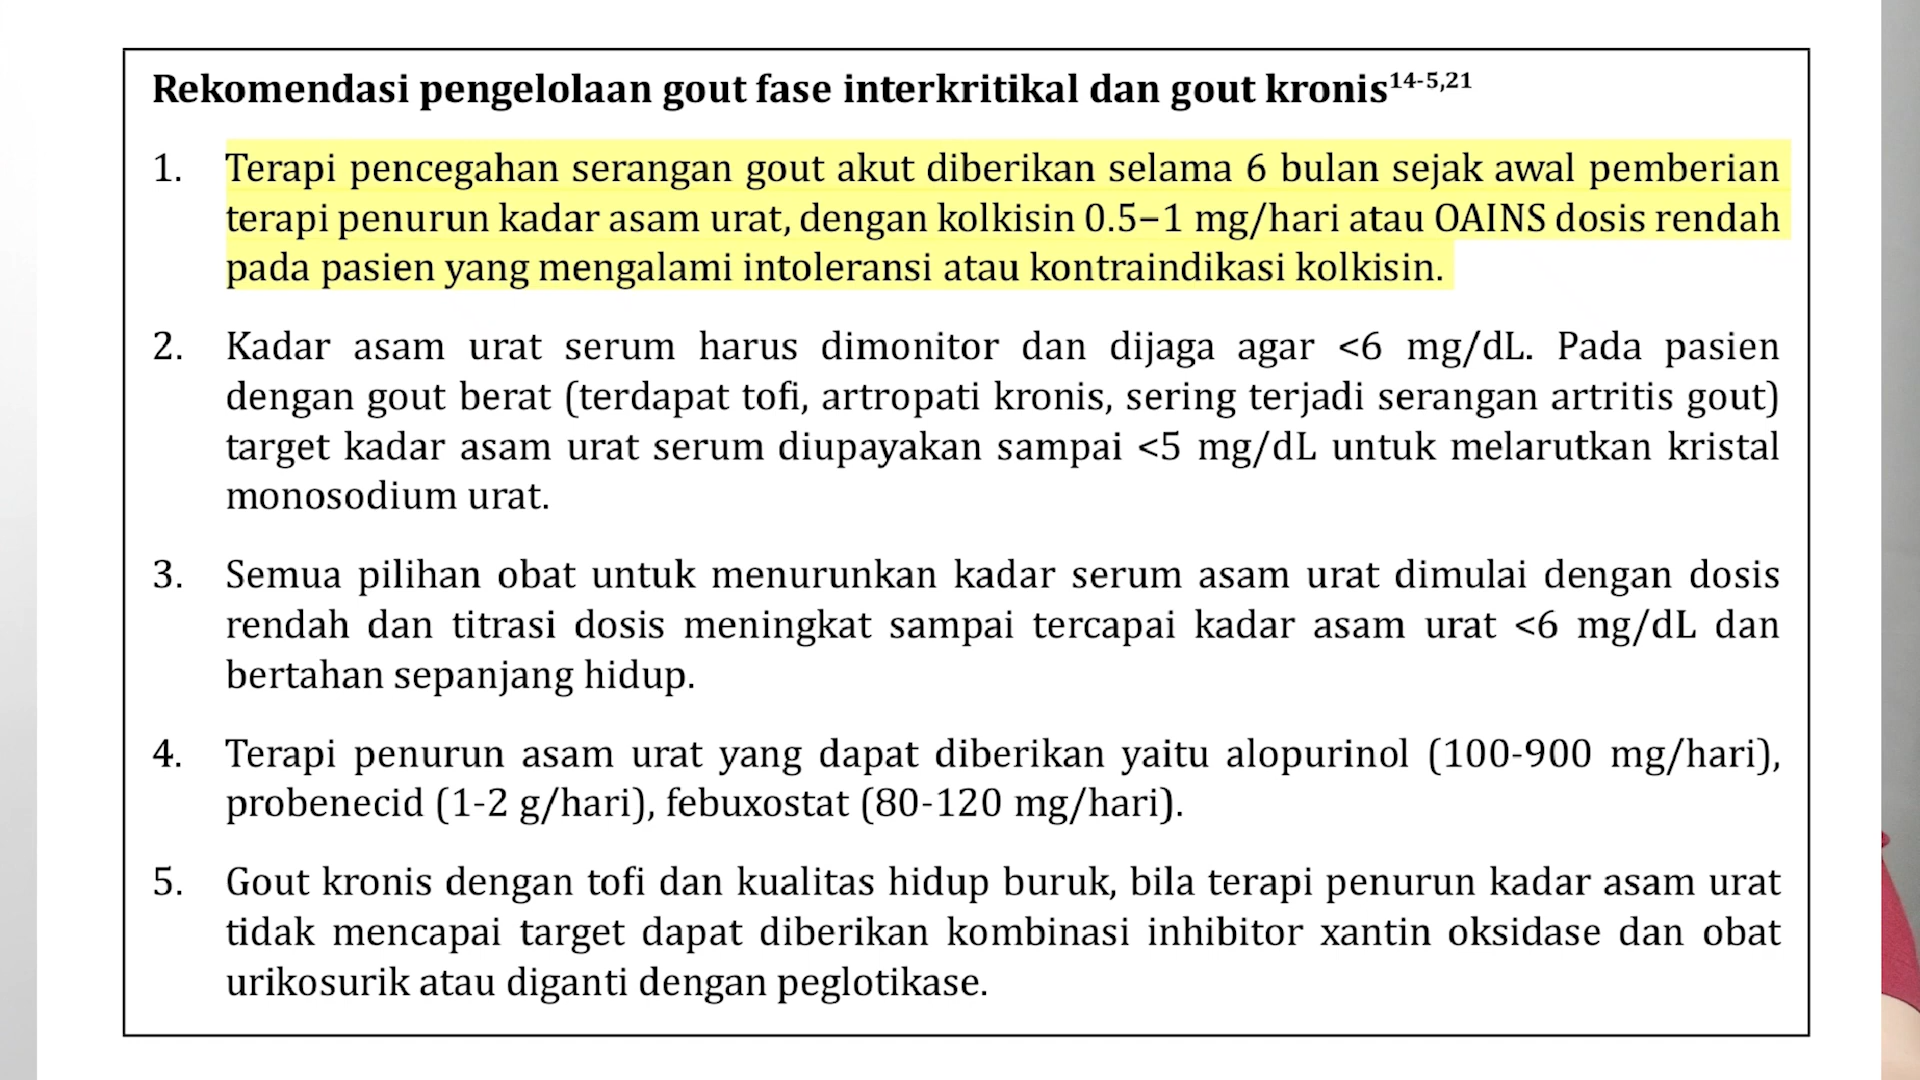 Rekomendasi pengelolaan gout fase interkritikal dan gout kronis14-5,21
1. Terapi pencegahan serangan gout akut diberikan selama 6 bulan sejak awal pemberian
terapi penurun kadar asam urat, dengan kolkisin 0.5–1 mg/hari atau OAINS dosis rendah
pada pasien yang mengalami intoleransi atau kontraindikasi kolkisin.
2. Kadar asam urat serum harus dimonitor dan dijaga agar <6 mg/dL. Pada pasien
dengan gout berat (terdapat tofi, artropati kronis, sering terjadi serangan artritis gout)
target kadar asam urat serum diupayakan sampai <5 mg/dL untuk melarutkan kristal
monosodium urat.
3. Semua pilihan obat untuk menurunkan kadar serum asam urat dimulai dengan dosis
rendah dan titrasi dosis meningkat sampai tercapai kadar asam urat <6 mg/dL dan
bertahan sepanjang hidup.
4. Terapi penurun asam urat yang dapat diberikan yaitu alopurinol (100-900 mg/hari),
probenecid (1-2 g/hari), febuxostat (80-120 mg/hari).
5. Gout kronis dengan tofi dan kualitas hidup buruk, bila terapi penurun kadar asam urat
tidak mencapai target dapat diberikan kombinasi inhibitor xantin oksidase dan obat
urikosurik atau diganti dengan peglotikase.